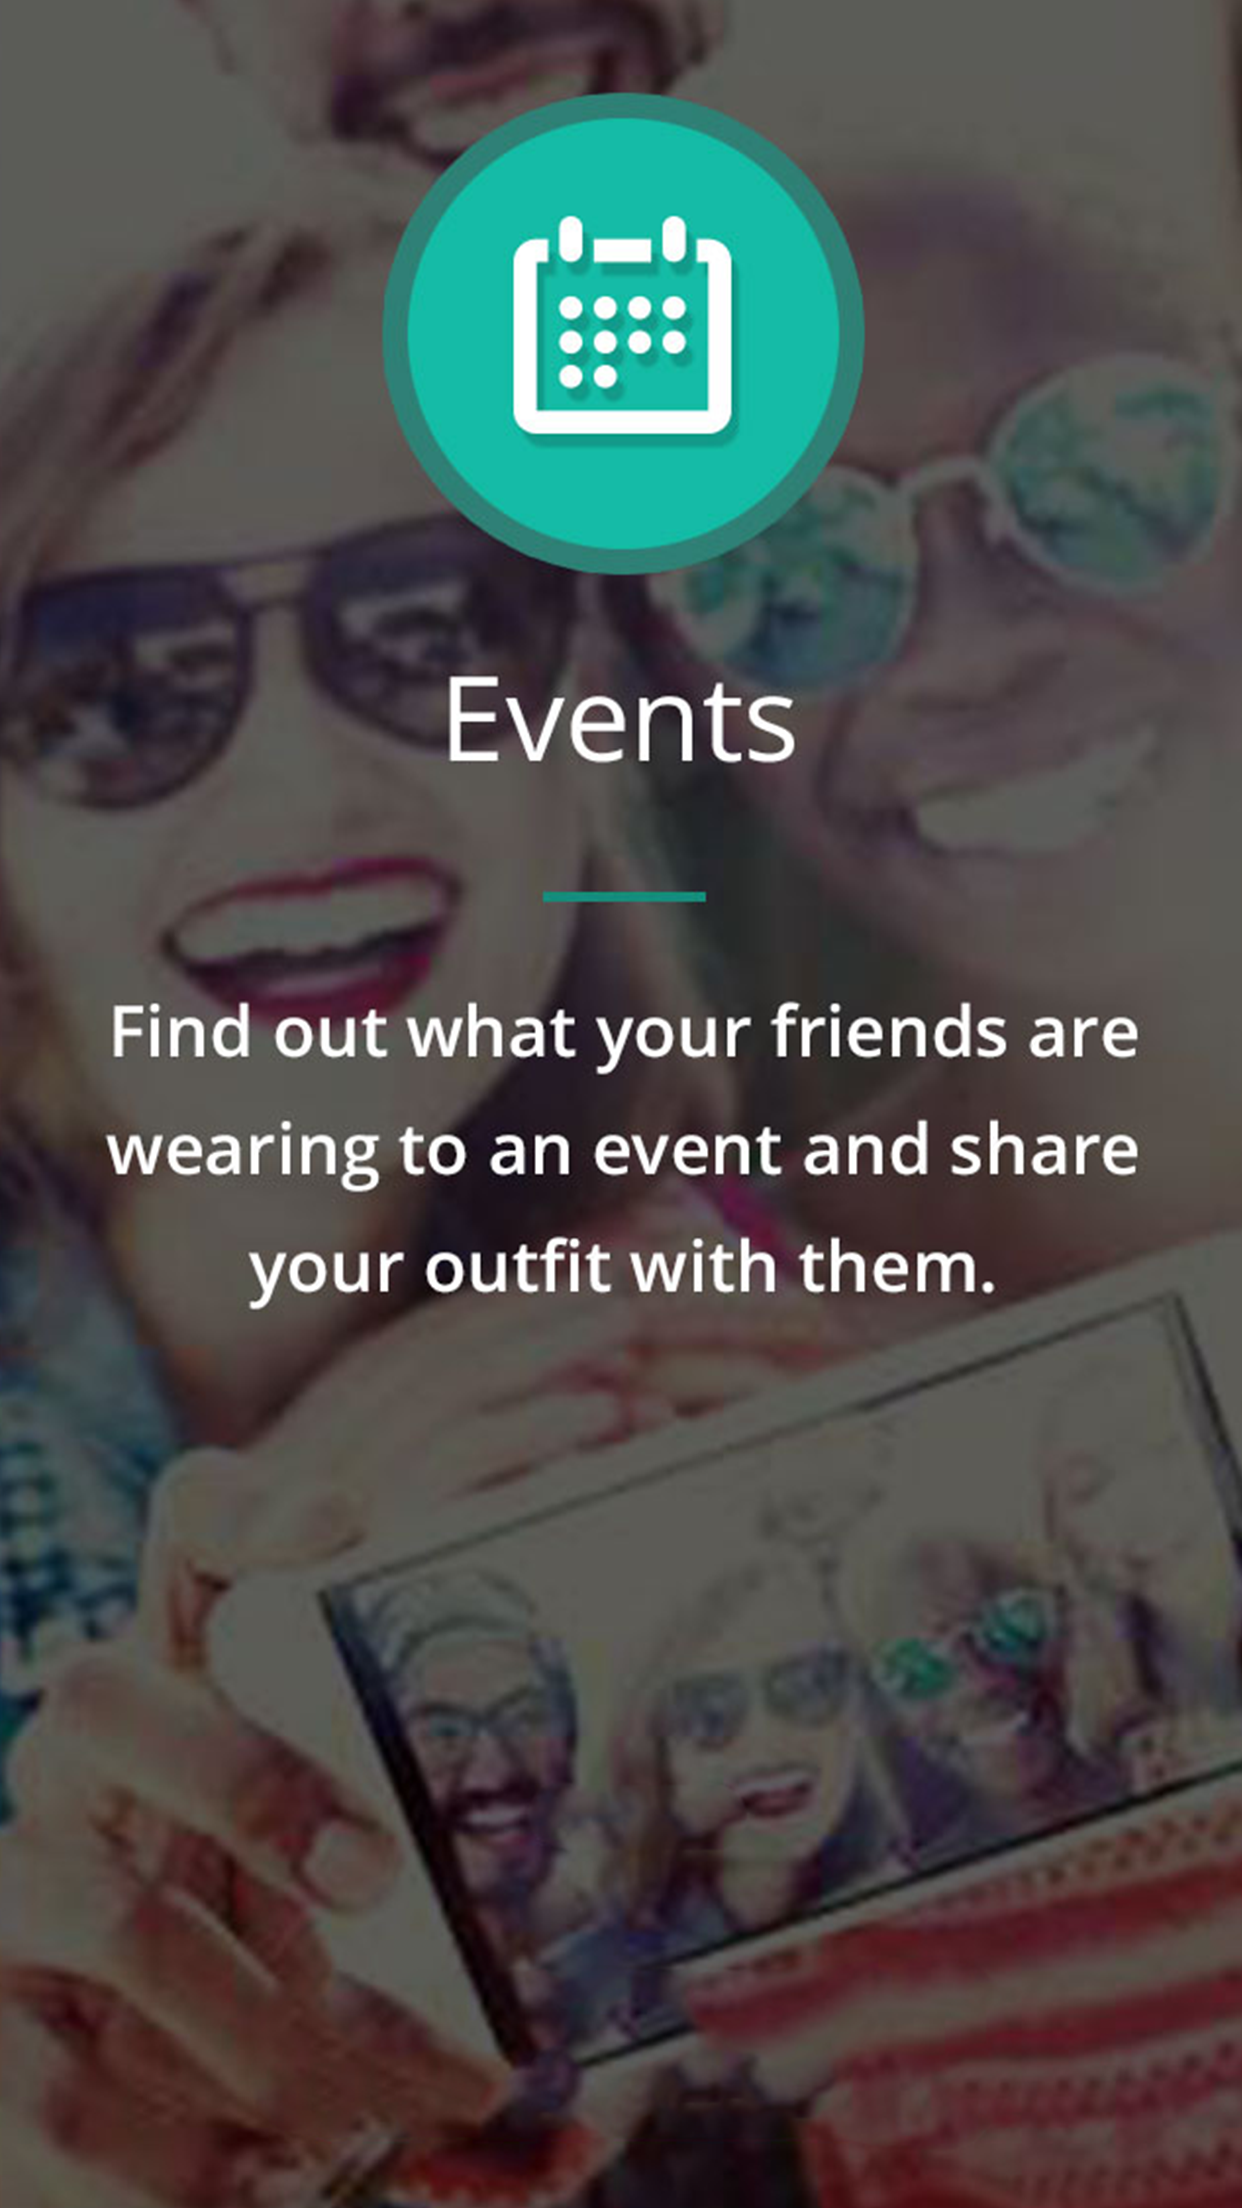 Events
Find out what your friends are
wearing to an event and share
your outfit with them.